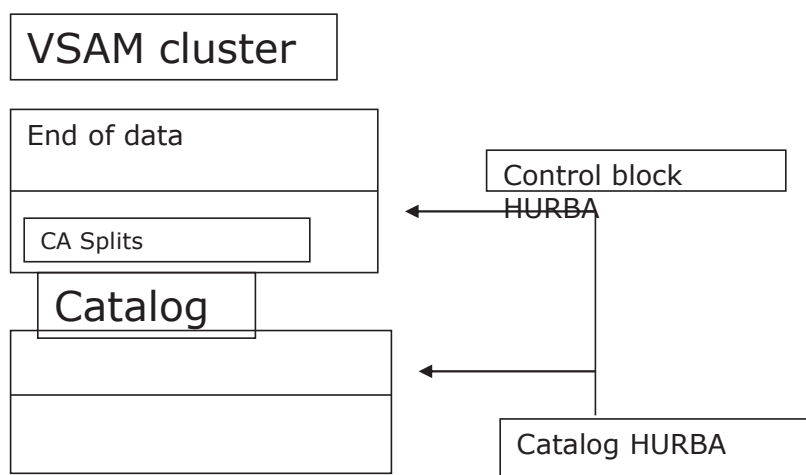 VSAM cluster
End of data
Control block
HURBA
CA Splits
Catalog
Catalog HURBA